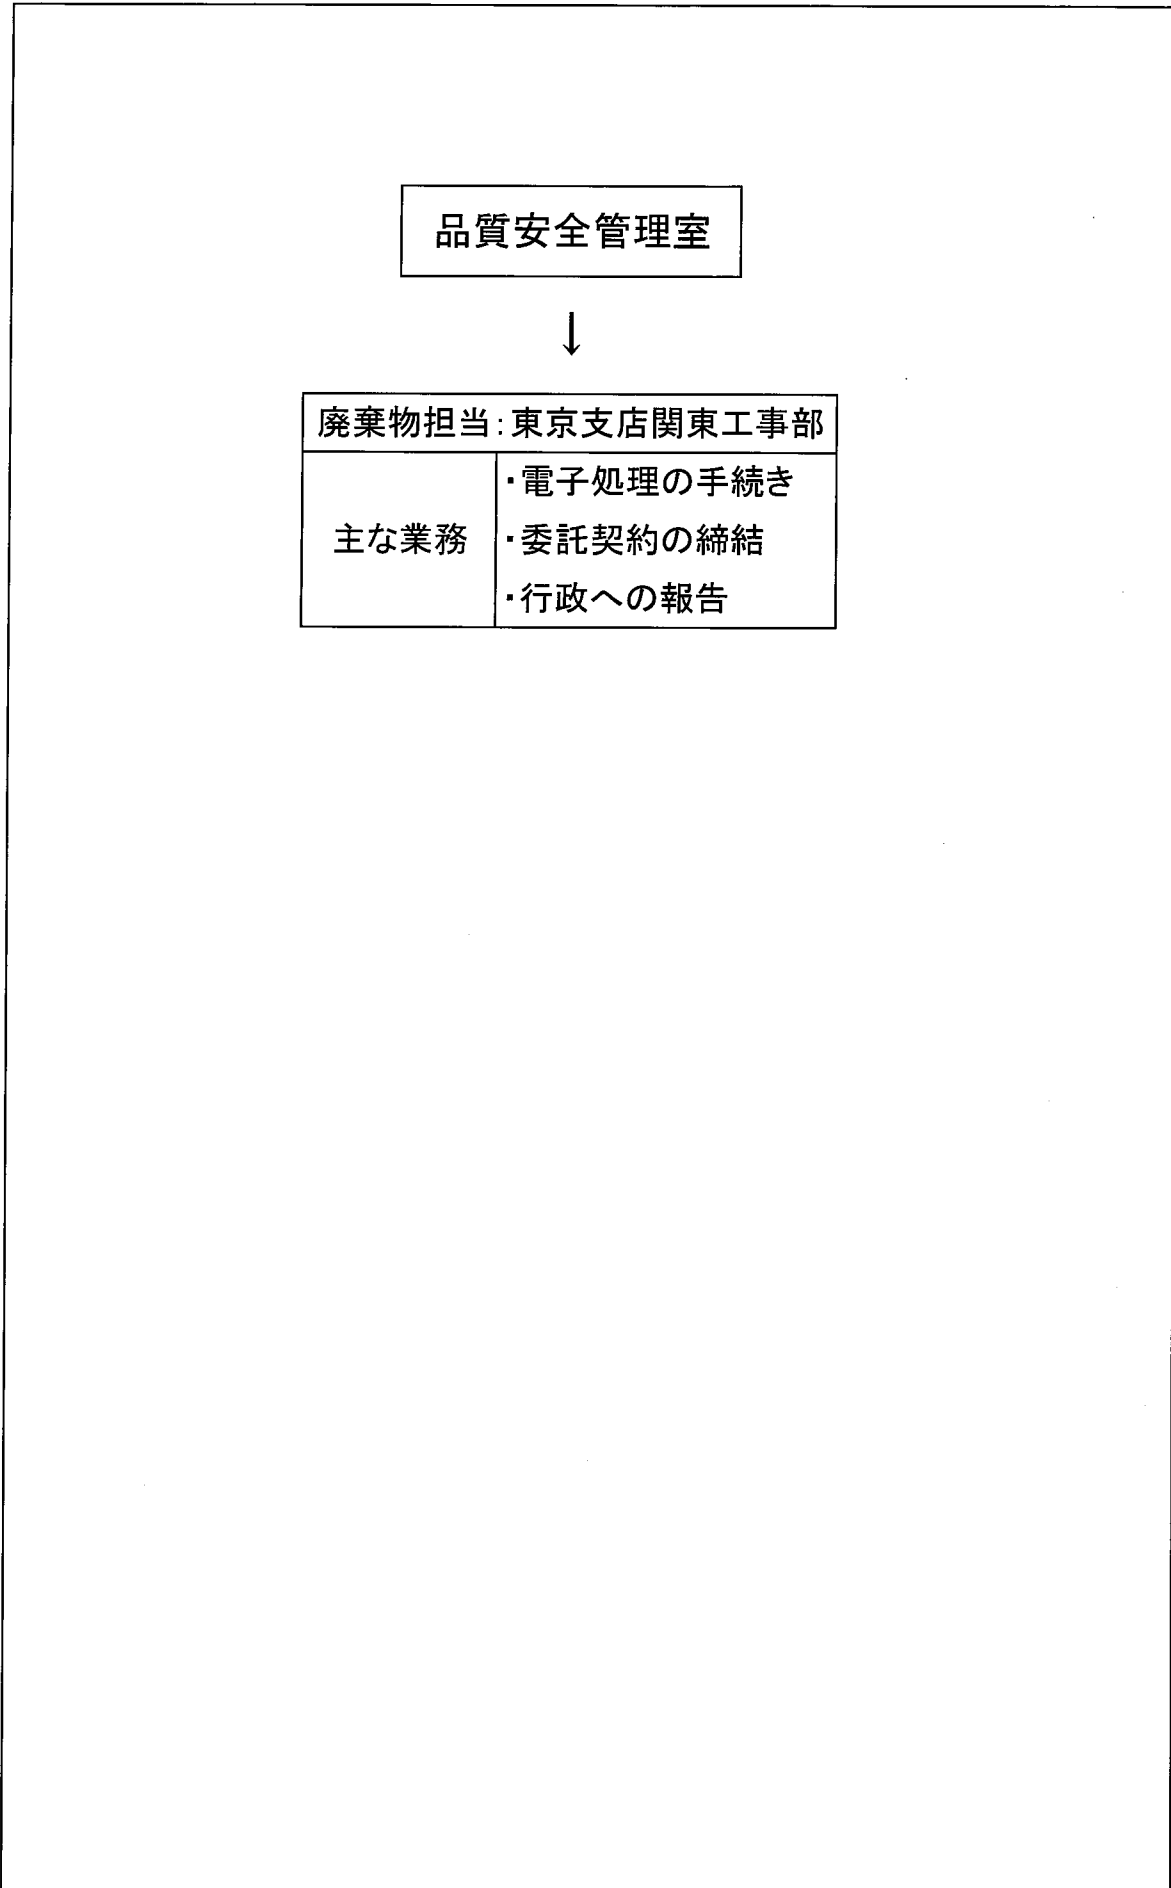 品質安全管理室
↓
廃棄物担当:東京支店関東工事部
主な業務
・電子処理の手続き
・委託契約の締結
・行政への報告